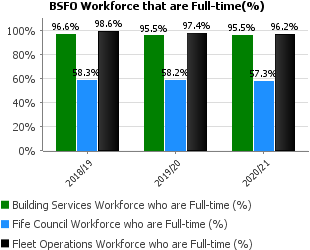 BSFO Workforce that are Full-time(%)
96.6% 98.6% 95.5% 97.4% 95.5% 96.2%
100%
80%
58.3% 58.2% 57.3%
60%
40%
20%
0%
2018/19 2019/20 2020/21
Building Services Workforce who are Full-time (%)
Fife Council Workforce who are Full-time (%)
Fleet Operations Workforce who are Full-time (%)